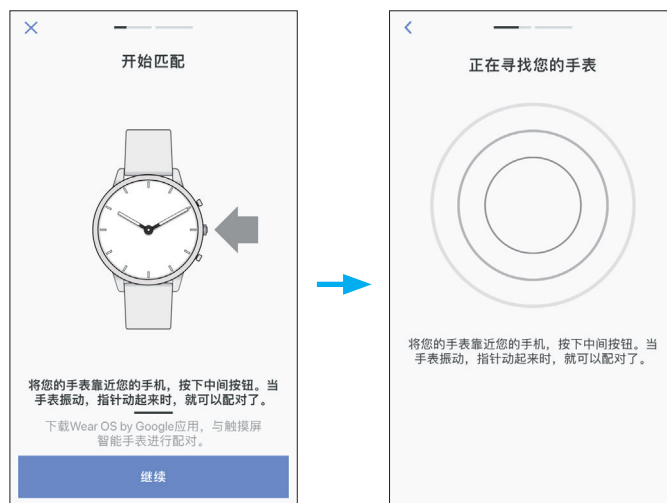 开始匹配
将您的手表靠近您的手机，按下中间按钮。当
手表振动，指针动起来时，就可以配对了。
下载Wear OS by Google应用，与触摸屏
智能手表进行配对。
继续
正在寻找您的手表
将您的手表靠近您的手机，按下中间按钮。当
手表振动，指针动起来时，就可以配对了。